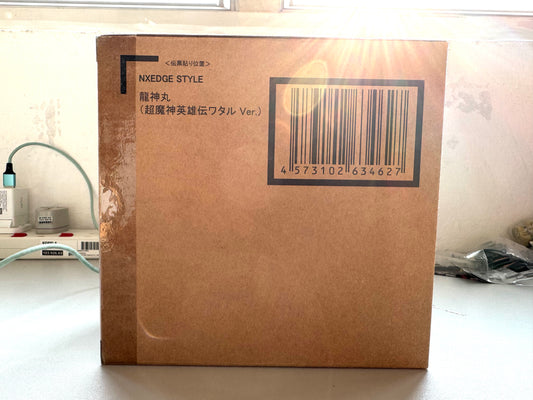 ＜伝票貼り位置＞
NXEDGE STYLE
龍神丸
（超魔神英雄伝ワタル Ver.）
4 573102 634627